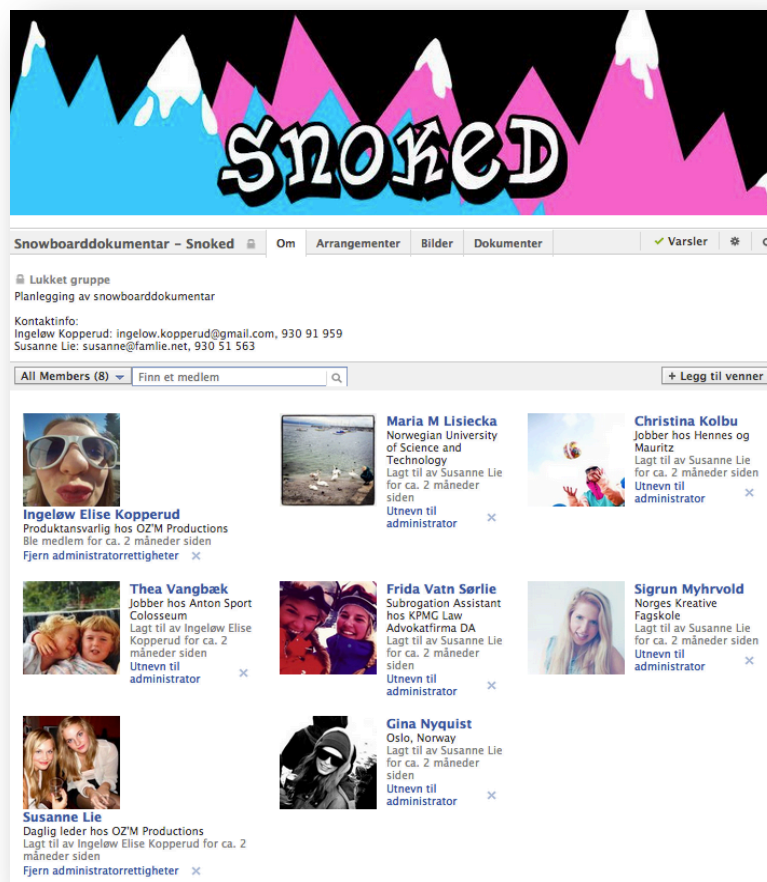 SNOKED
Snowboarddokumentar – Snoked
Om
Arrangementer
Bilder
Dokumenter
Varsler
Lukket gruppe
Planlegging av snowboarddokumentar
Kontaktinfo:
Ingeløw Kopperud: ingelow.kopperud@gmail.com, 930 91 959
Susanne Lie: susanne@famlie.net, 930 51 563
All Members (8)
Finn et medlem
+ Legg til venner
Ingeløw Elise Kopperud
Produktansvarlig hos OZ'M Productions
Ble medlem for ca. 2 måneder siden
Fjern administratorrettigheter
Maria M Lisiecka
Norwegian University
of Science and
Technology
Lagt til av Susanne Lie
for ca. 2 måneder
siden
Utnevn til
administrator
Christina Kolbu
Jobber hos Hennes og
Mauritz
Lagt til av Susanne Lie
for ca. 2 måneder siden
Utnevn til
administrator
Thea Vangbæk
Jobber hos Anton Sport
Colosseum
Lagt til av Ingeløw Elise
Kopperud for ca. 2
måneder siden
Utnevn til
administrator
Frida Vatn Sørlie
Subrogation Assistant
hos KPMG Law
Advokatfirma DA
Lagt til av Susanne Lie
for ca. 2 måneder
siden
Utnevn til
administrator
Sigrun Myhrvold
Norges Kreative
Fagskole
Lagt til av Susanne Lie
for ca. 2 måneder siden
Utnevn til
administrator
Susanne Lie
Daglig leder hos OZ'M Productions
Lagt til av Ingeløw Elise Kopperud for ca. 2
måneder siden
Fjern administratorrettigheter
Gina Nyquist
Oslo, Norway
Lagt til av Susanne Lie
for ca. 2 måneder
siden
Utnevn til
administrator